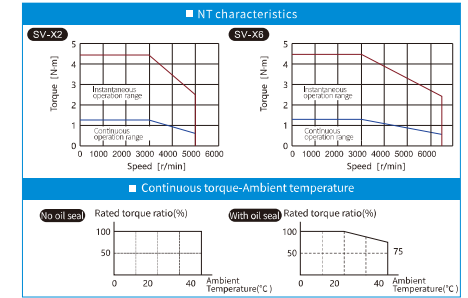 ■ NT characteristics
SV-X2
SV-X6
Torque [N·m]
5
4
3
2
1
0
Instantaneous
operation range
Continuous
operation range
0 1000 2000 3000 4000 5000 6000
Speed [r/min]
Torque [N·m]
5
4
3
2
1
0
Instantaneous
operation range
Continuous
operation range
0 1000 2000 3000 4000 5000 6000
Speed [r/min]
■ Continuous torque-Ambient temperature
No oil seal
Rated torque ratio(%)
100
50
0 20 40
Ambient
Temperature(°C)
With oil seal
Rated torque ratio(%)
100
50
75
0 20 40
Ambient
Temperature(°C)